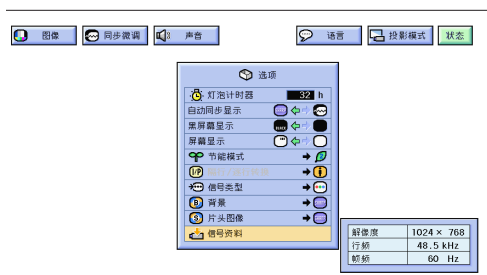 图像
同步微调
声音
语言
投影模式
状态
选项
灯泡计时器 32 h
自动同步显示
黑屏幕显示
屏幕显示
节能模式
I/P
信号类型
B 背景
S 片头图像
信号资料
解像度 1024 × 768
行频 48.5 kHz
帧频 60 Hz